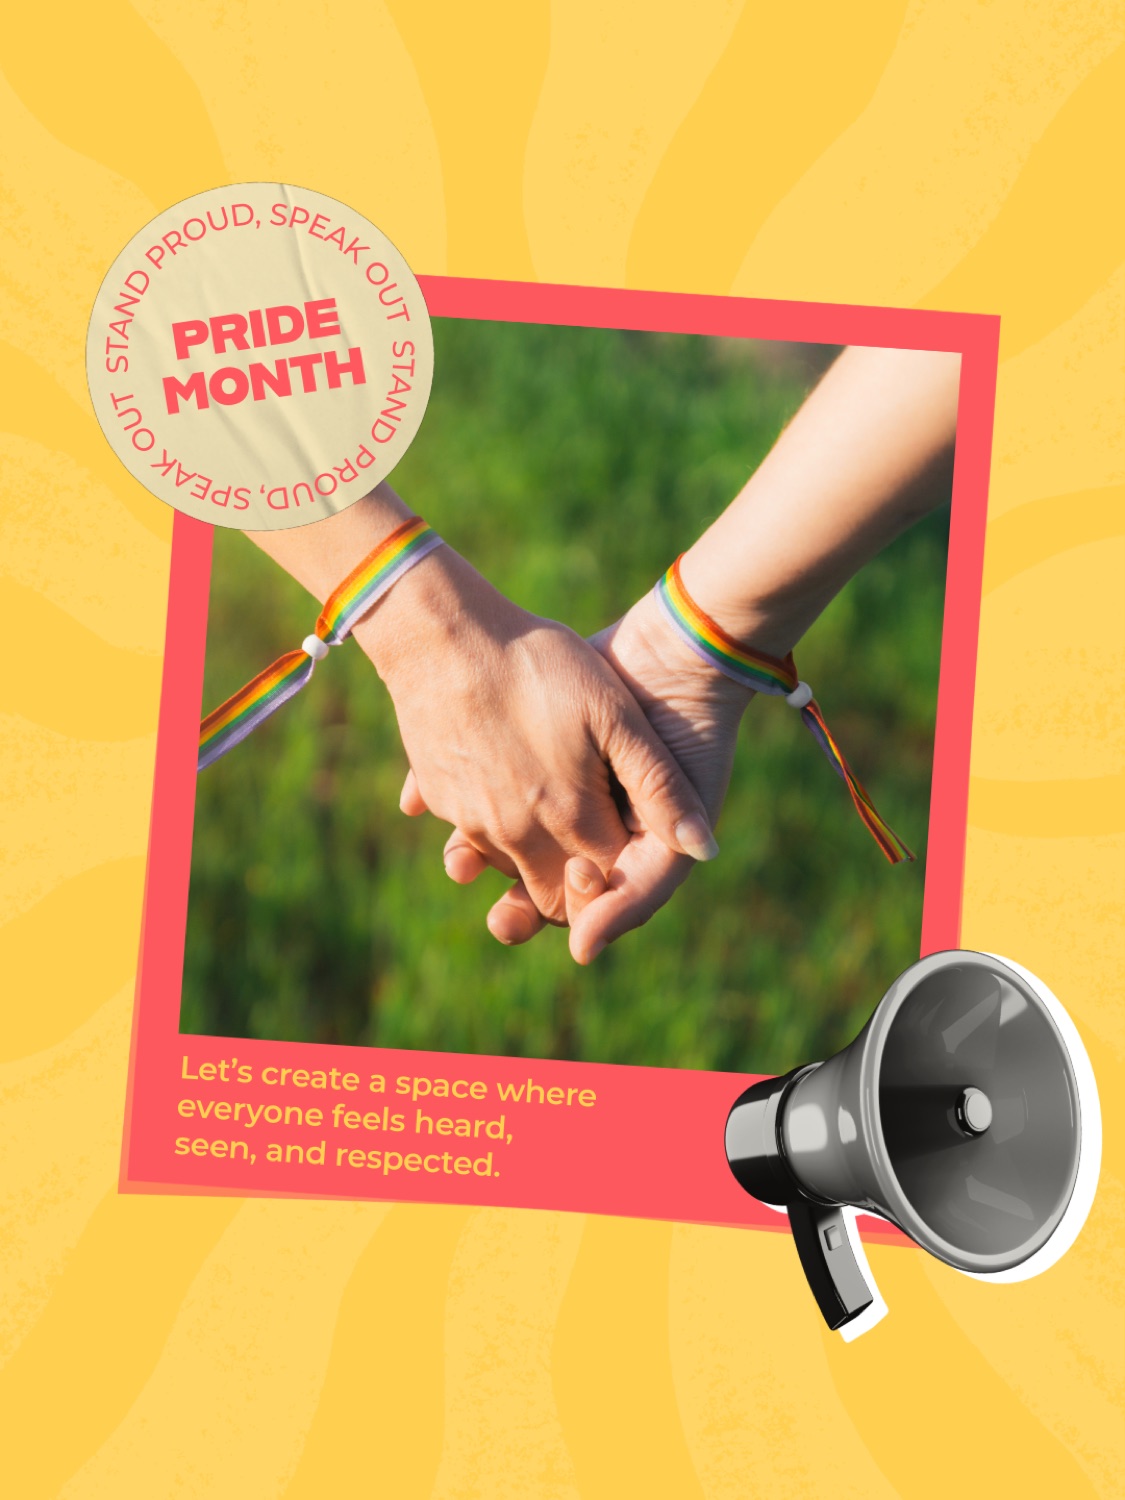 STAND PROUD, SPEAK OUT STAND PROUD, SPEAK OUT
PRIDE
MONTH
Let’s create a space where
everyone feels heard,
seen, and respected.